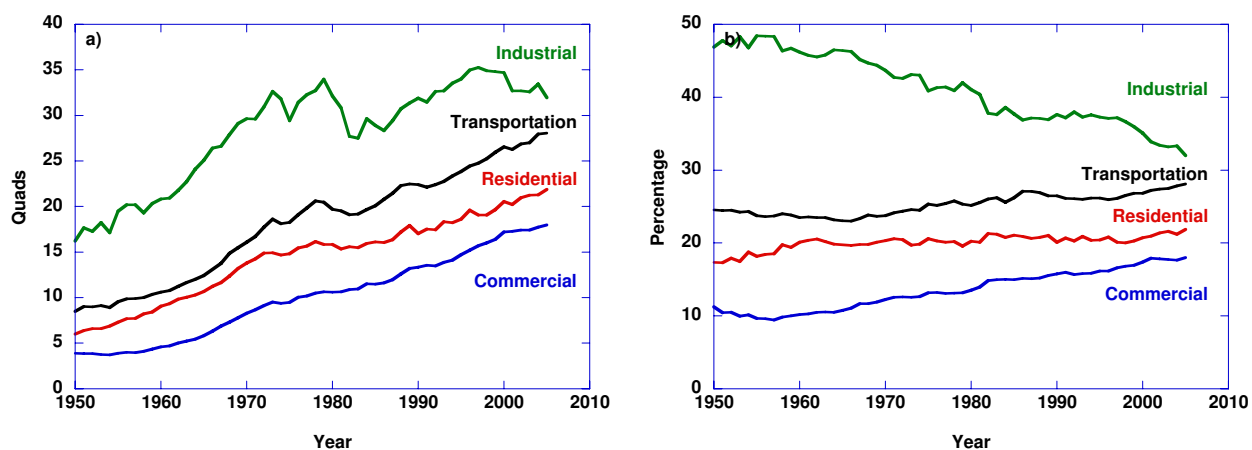 a)
40
35
30
25
20
15
10
5
0
Quads
Industrial
Transportation
Residential
Commercial
1950 1960 1970 1980 1990 2000 2010
Year
b)
50
40
30
20
10
0
Percentage
Industrial
Transportation
Residential
Commercial
1950 1960 1970 1980 1990 2000 2010
Year